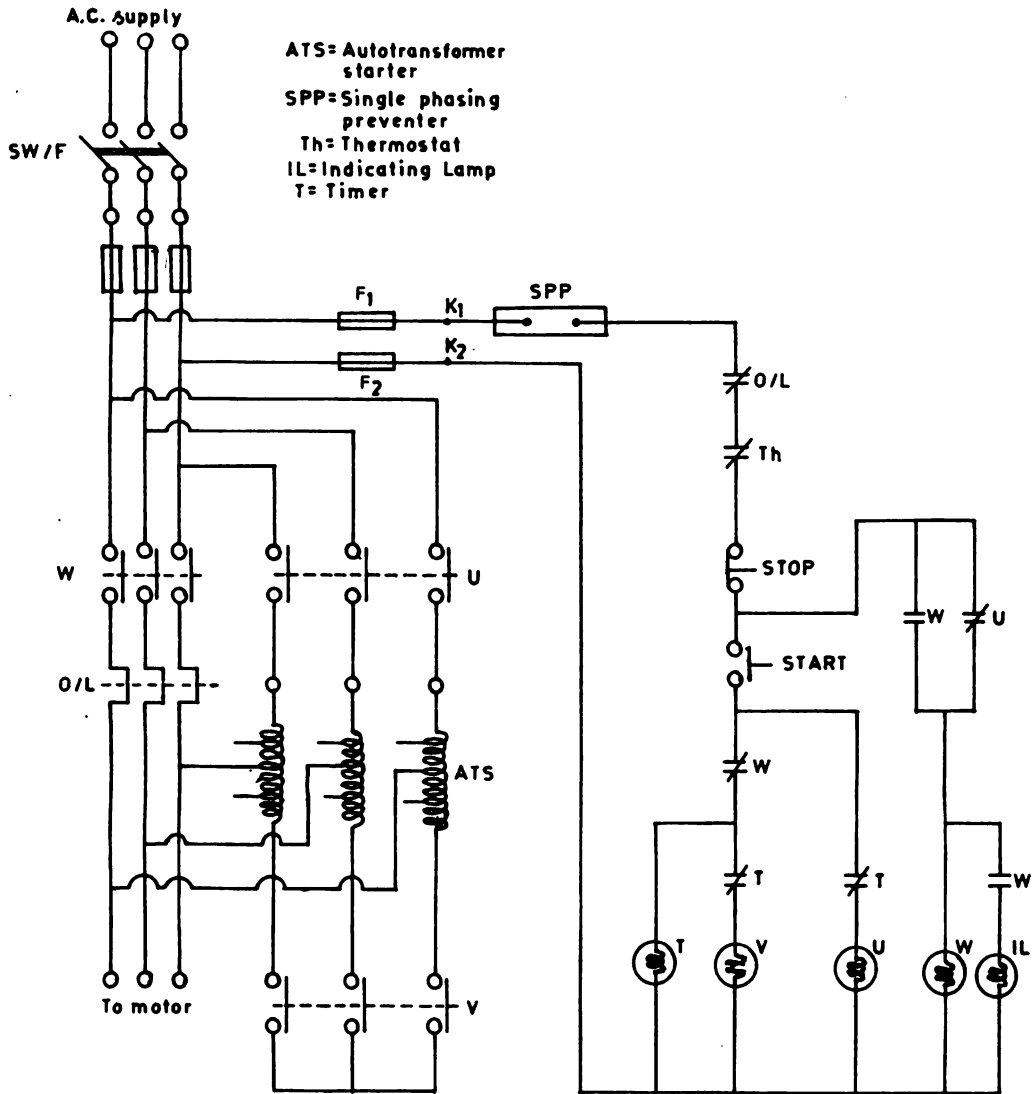 A.C. supply
ATS= Autotransformer
starter
SPP= Single phasing
preventer
Th= Thermostat
IL= Indicating Lamp
T= Timer
SW/F
F1
K1
SPP
K2
F2
O/L
Th
W
U
STOP
W
U
START
O/L
ATS
W
T
T
W
T
V
U
W
IL
To motor
V